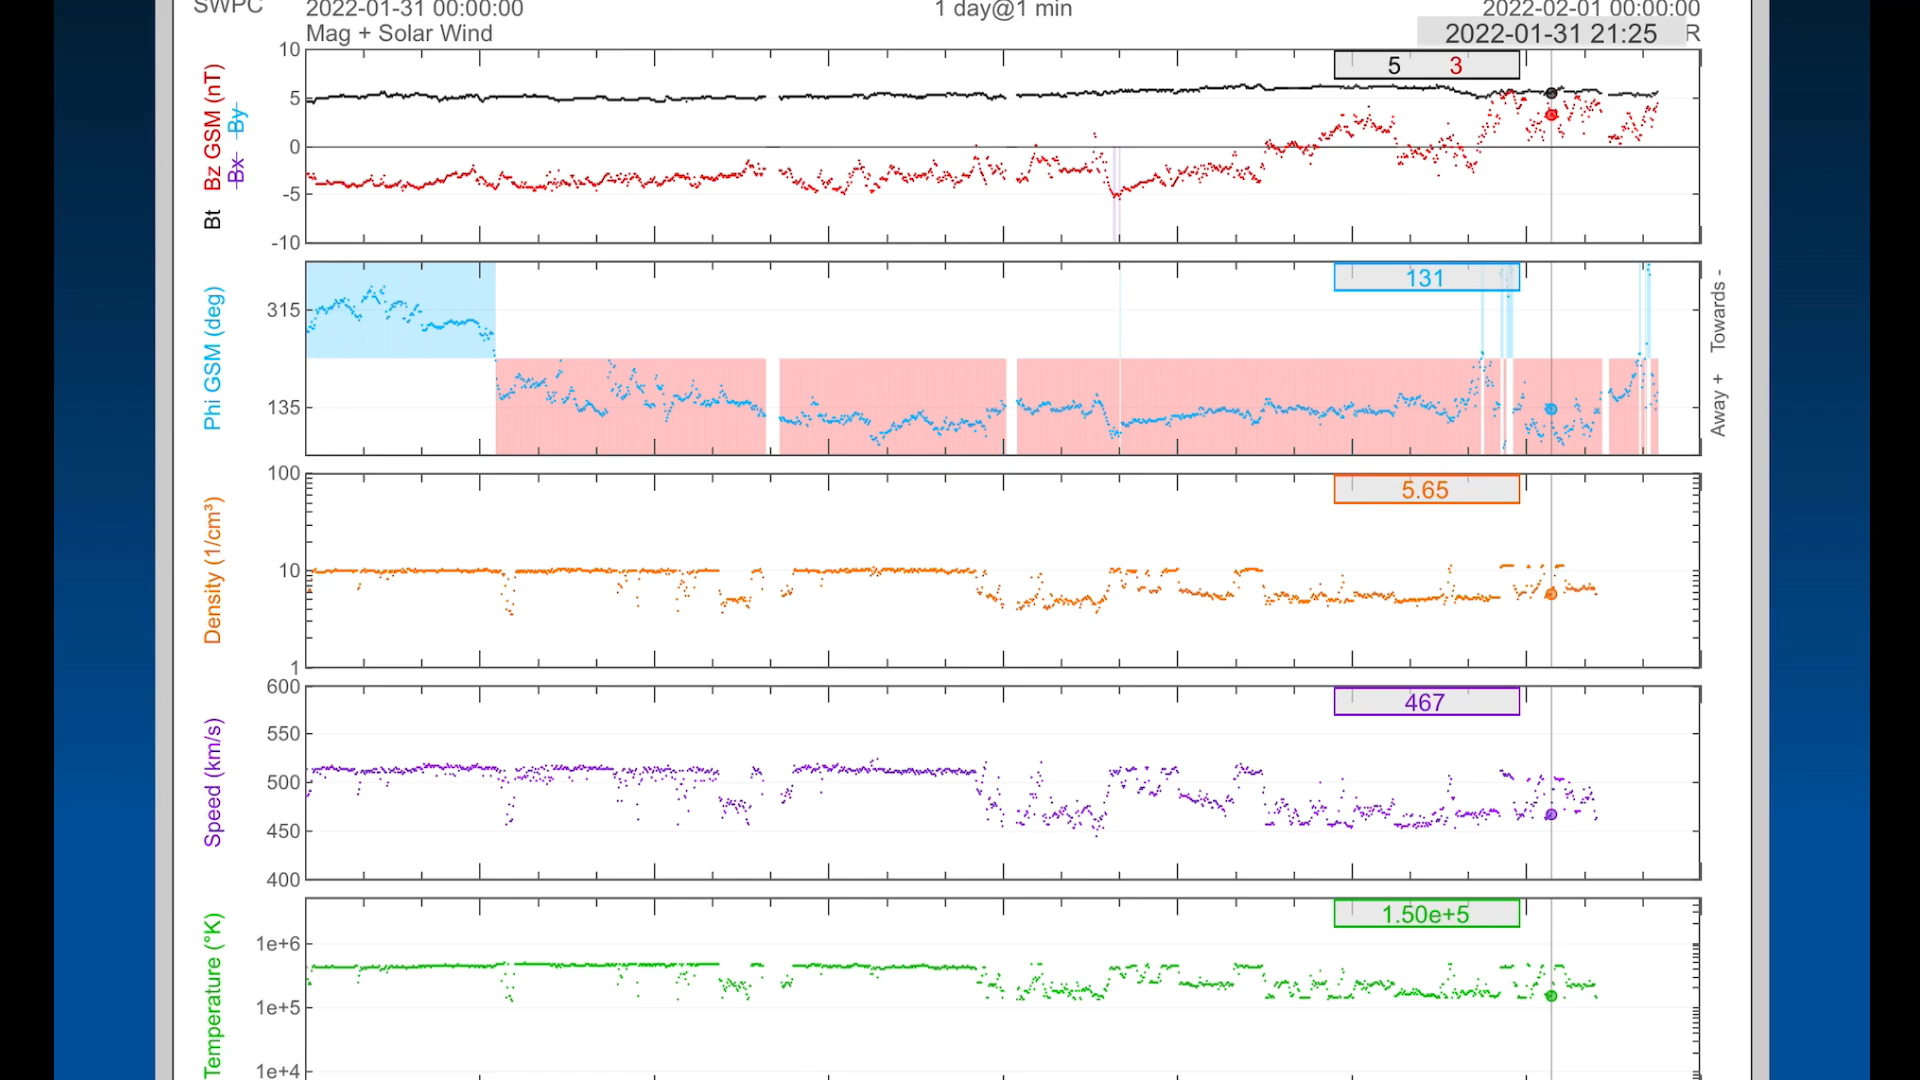 SWPC 2022-01-31 00:00:00 1 day@1 min 2022-02-01 00:00:00
Mag + Solar Wind 2022-01-31 21:25 R
Bt Bz GSM (nT)
Bx By
10
5
0
-5
-10
5 3
Phi GSM (deg)
315
135
131
Towards -
Away +
Density (1/cm³)
100
10
1
5.65
Speed (km/s)
600
550
500
450
400
467
Temperature (°K)
1e+6
1e+5
1e+4
1.50e+5